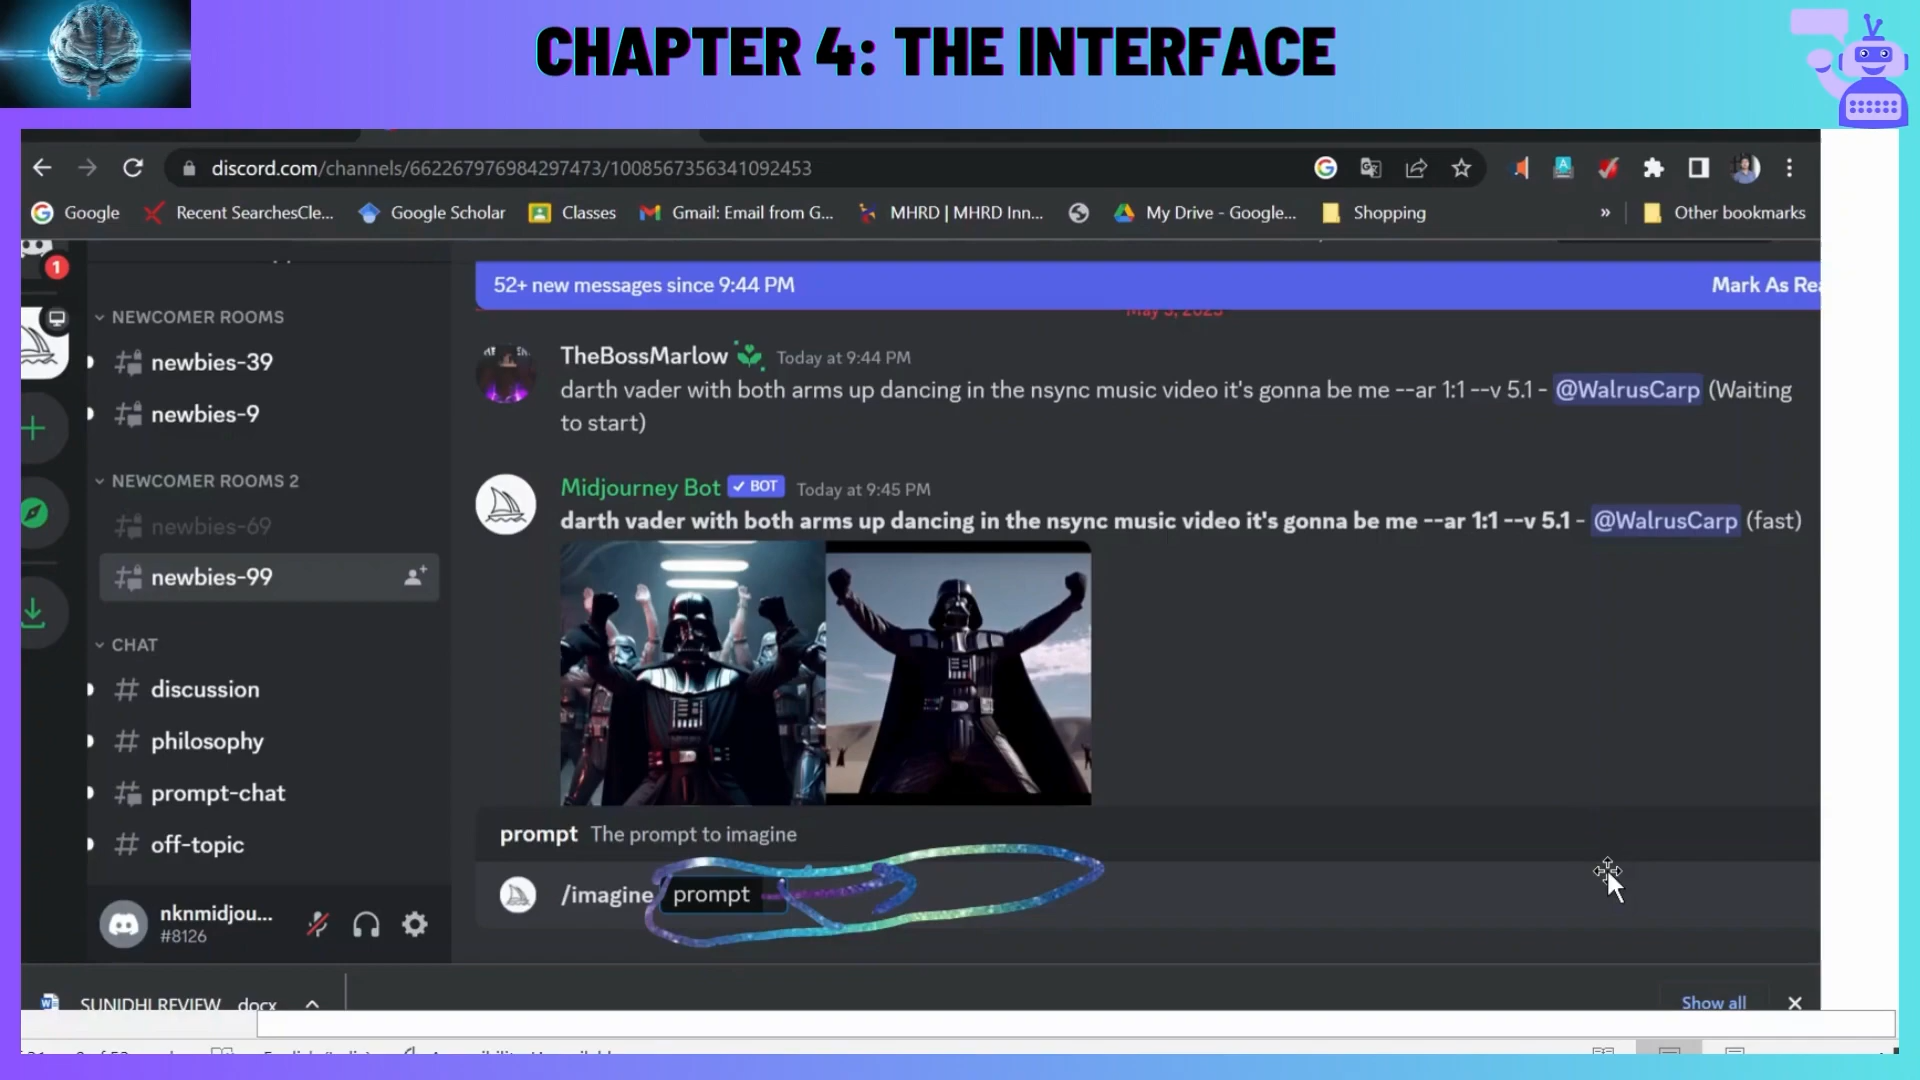 CHAPTER 4: THE INTERFACE
discord.com/channels/662267976984297473/1008567356341092453
Google
Recent SearchesCle...
Google Scholar
Classes
Gmail: Email from G...
MHRD | MHRD Inn...
My Drive - Google...
Shopping
»
Other bookmarks
1
NEWCOMER ROOMS
newbies-39
newbies-9
NEWCOMER ROOMS 2
newbies-69
newbies-99
CHAT
discussion
philosophy
prompt-chat
off-topic
nknmidjou...
#8126
52+ new messages since 9:44 PM
Mark As Rea
May 3, 2023
TheBossMarlow Today at 9:44 PM
darth vader with both arms up dancing in the nsync music video it's gonna be me --ar 1:1 --v 5.1 - @WalrusCarp (Waiting
to start)
Midjourney Bot ✓ BOT Today at 9:45 PM
darth vader with both arms up dancing in the nsync music video it's gonna be me --ar 1:1 --v 5.1 - @WalrusCarp (fast)
prompt The prompt to imagine
/imagine prompt
SUNIDHI REVIEW_.docx
Show all